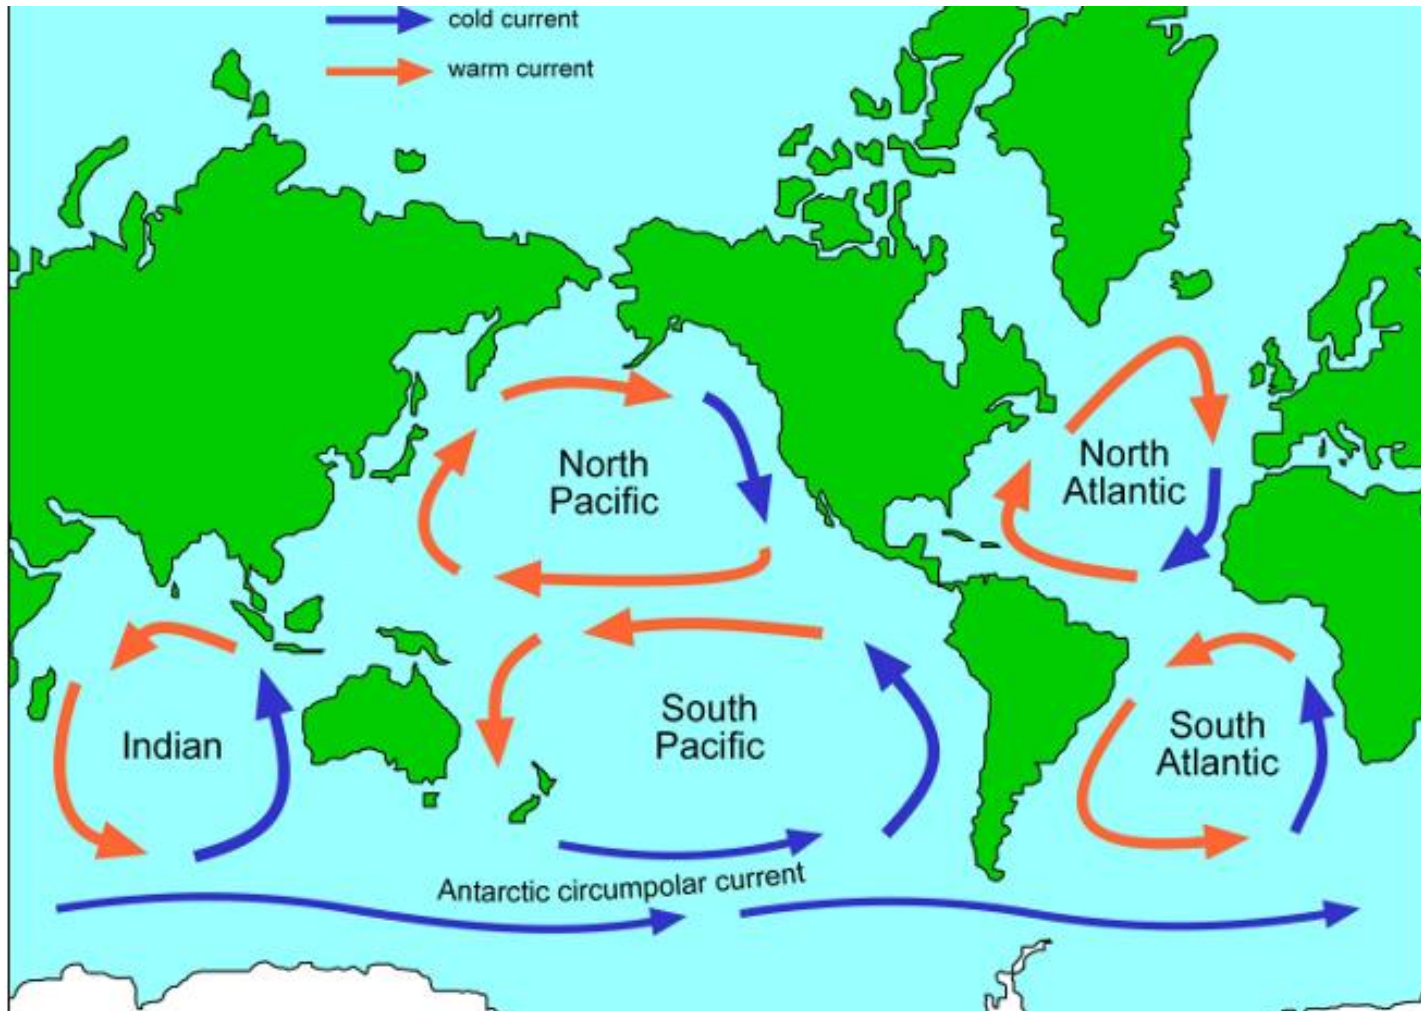 cold current
warm current
North
Pacific
North
Atlantic
Indian
South
Pacific
South
Atlantic
Antarctic circumpolar current